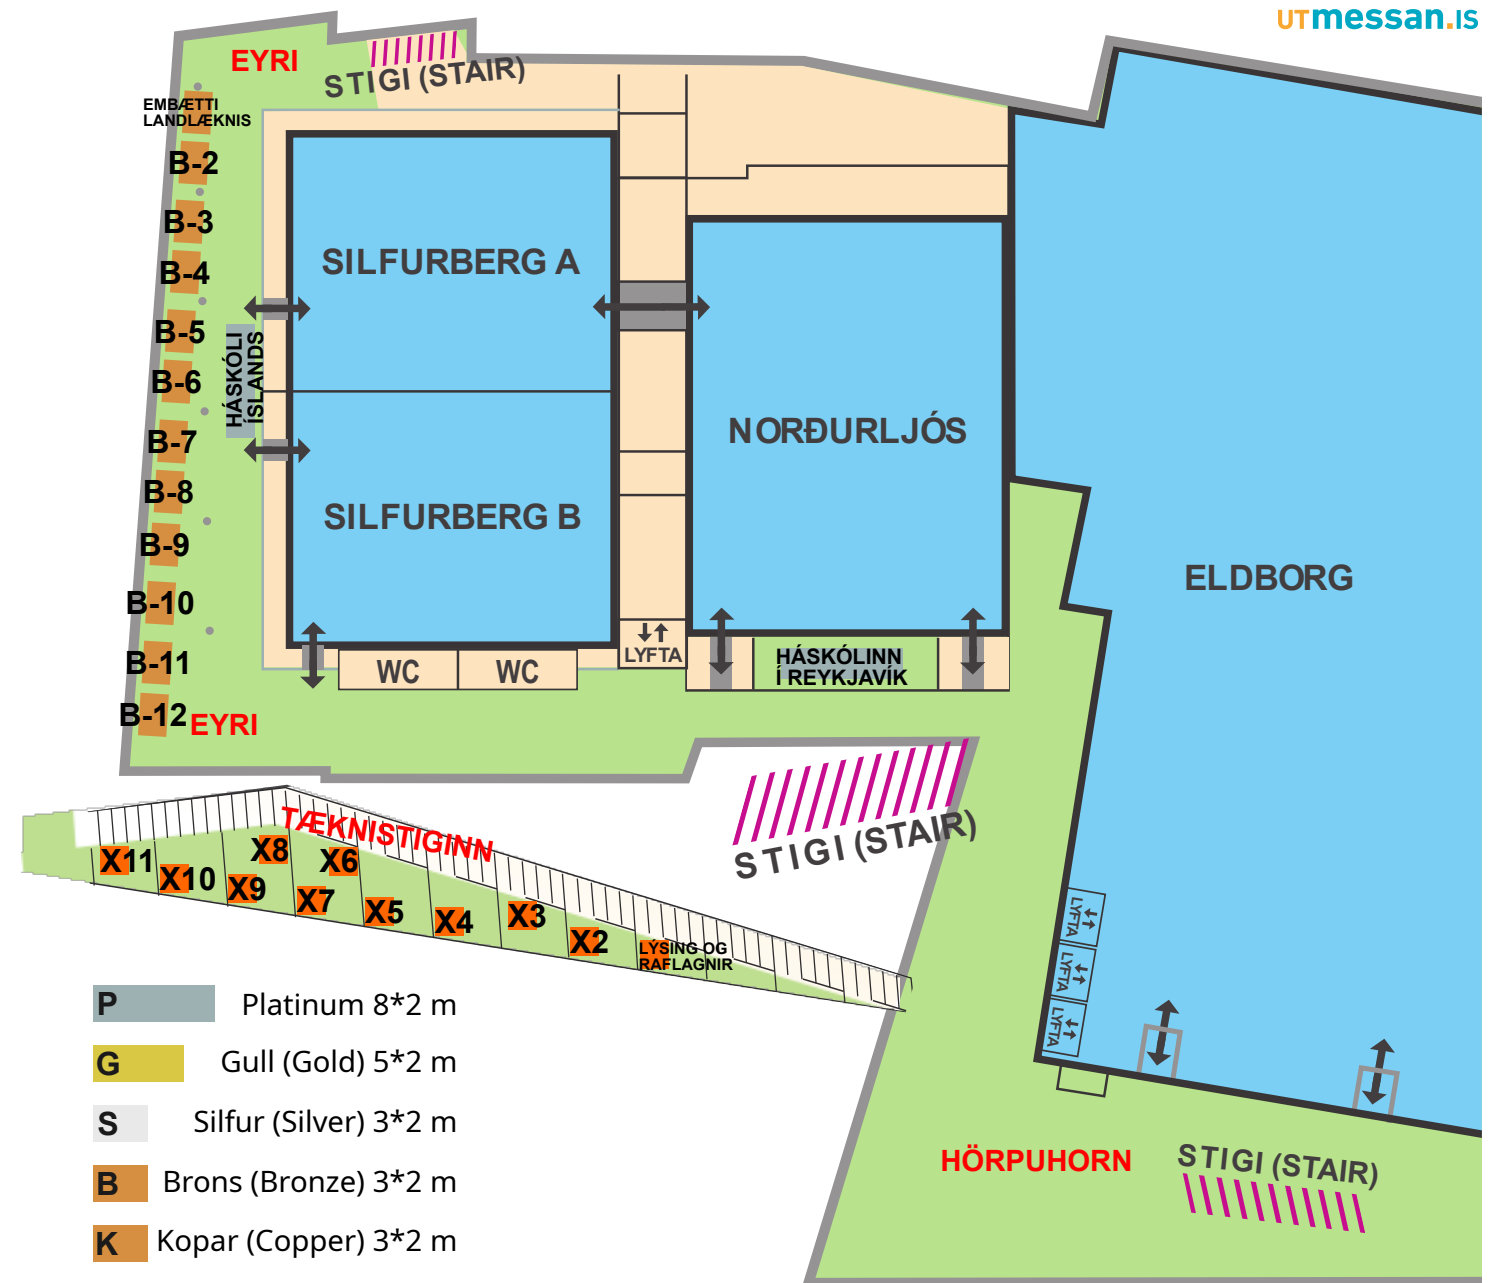 UTmessan.IS
EYRI
STIGI (STAIR)
EMBÆTTI
LANDLÆKNIS
B-2
B-3
B-4
B-5
B-6
B-7
B-8
B-9
B-10
B-11
B-12
EYRI
HÁSKÓLI
ÍSLANDS
SILFURBERG A
SILFURBERG B
NORÐURLJÓS
ELDBORG
WC
WC
LYFTA
HÁSKÓLINN
Í REYKJAVÍK
STIGI (STAIR)
TÆKNISTIGINN
X11
X10
X9
X8
X7
X6
X5
X4
X3
X2
LÝSING OG
RAFLAGNIR
LYFTA
LYFTA
LYFTA
HÖRPUHORN
STIGI (STAIR)
P Platinum 8*2 m
G Gull (Gold) 5*2 m
S Silfur (Silver) 3*2 m
B Brons (Bronze) 3*2 m
K Kopar (Copper) 3*2 m